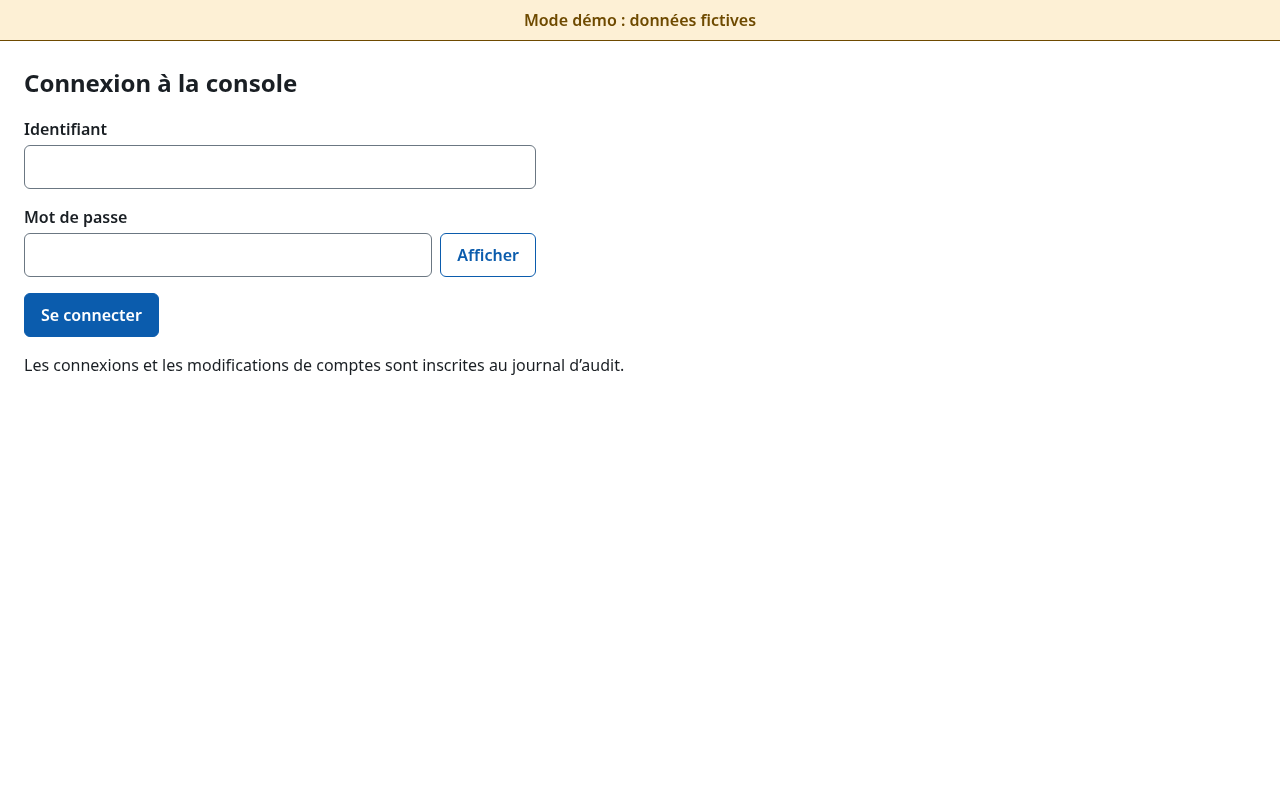 Mode démo : données fictives
Connexion à la console
Identifiant
Mot de passe
Afficher
Se connecter
Les connexions et les modifications de comptes sont inscrites au journal d’audit.